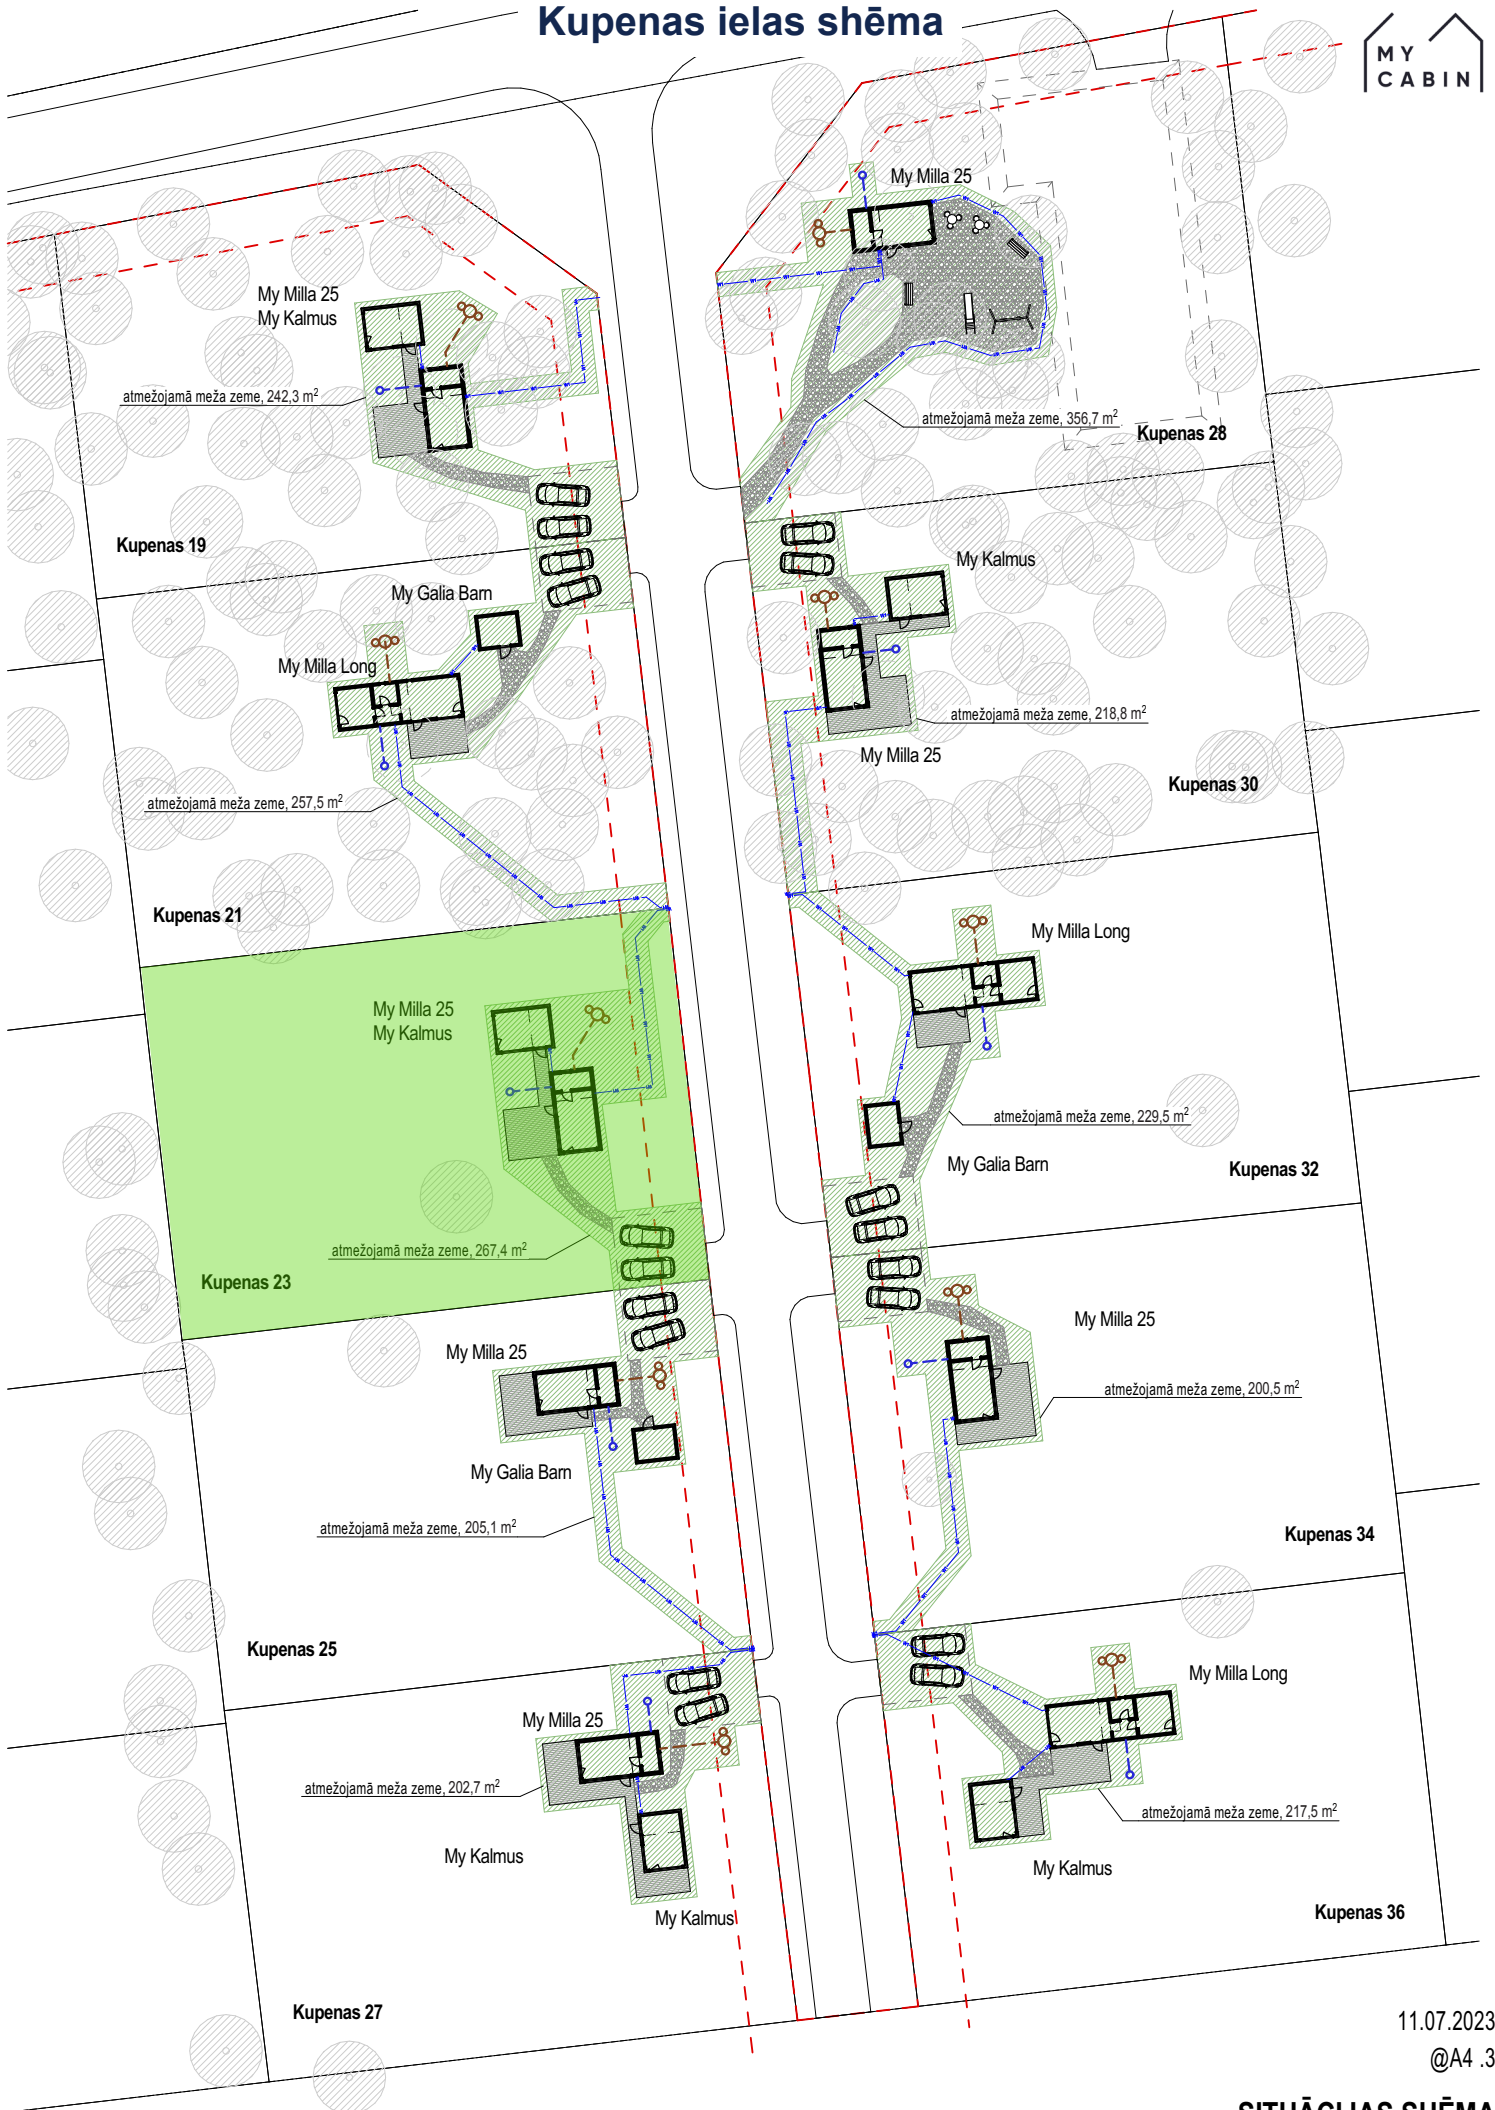 Kupenas ielas shēma
MY
CABIN
My Milla 25
My Milla 25
My Kalmus
atmežojamā meža zeme, 242,3 m²
atmežojamā meža zeme, 356,7 m²
Kupenas 28
Kupenas 19
My Kalmus
My Galia Barn
My Milla Long
atmežojamā meža zeme, 218,8 m²
My Milla 25
Kupenas 30
atmežojamā meža zeme, 257,5 m²
Kupenas 21
My Milla Long
My Milla 25
My Kalmus
atmežojamā meža zeme, 229,5 m²
My Galia Barn
Kupenas 32
atmežojamā meža zeme, 267,4 m²
Kupenas 23
My Milla 25
My Milla 25
atmežojamā meža zeme, 200,5 m²
My Galia Barn
atmežojamā meža zeme, 205,1 m²
Kupenas 34
Kupenas 25
My Milla Long
My Milla 25
atmežojamā meža zeme, 202,7 m²
atmežojamā meža zeme, 217,5 m²
My Kalmus
My Kalmus
My Kalmus
Kupenas 36
Kupenas 27
11.07.2023
@A4 .3
SITUĀCIJAS SHĒMA